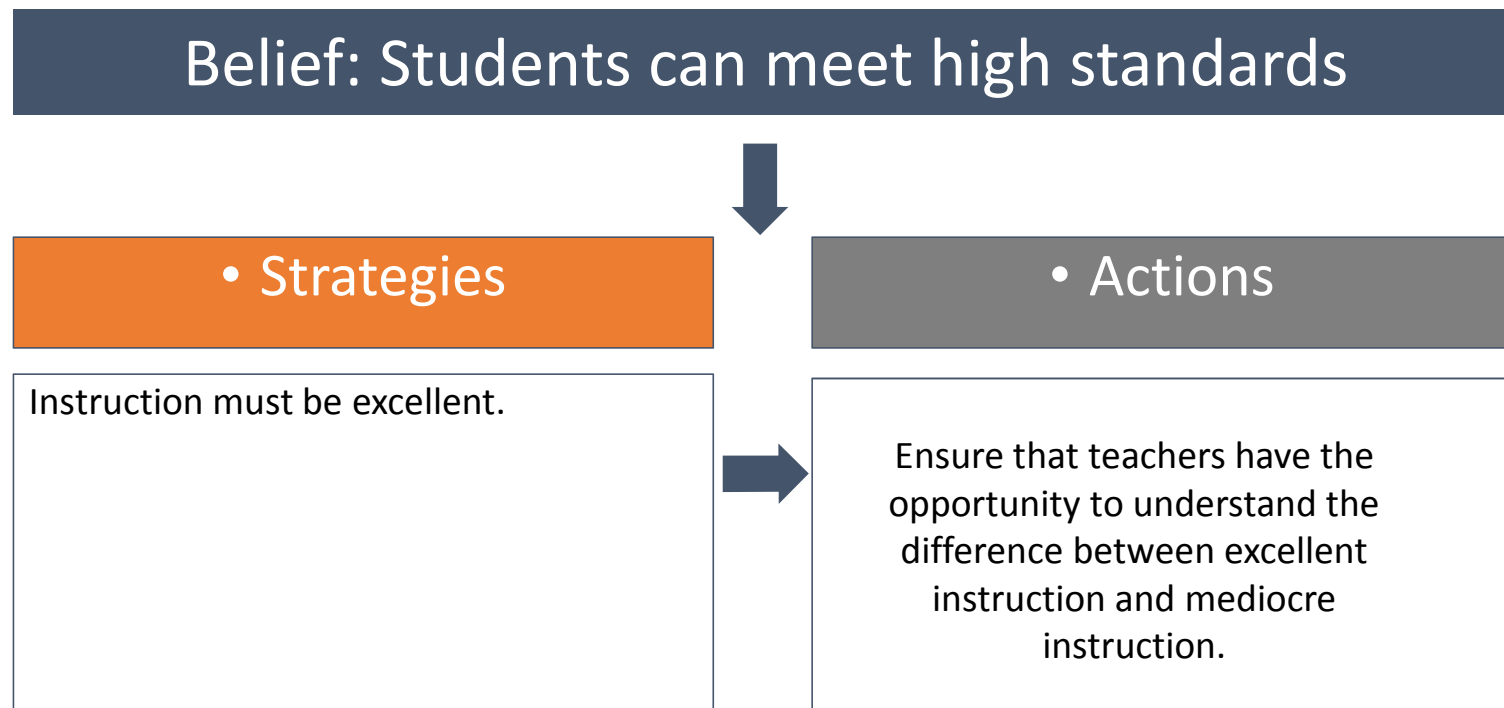 Belief: Students can meet high standards
• Strategies
• Actions
Instruction must be excellent.
Ensure that teachers have the
opportunity to understand the
difference between excellent
instruction and mediocre
instruction.